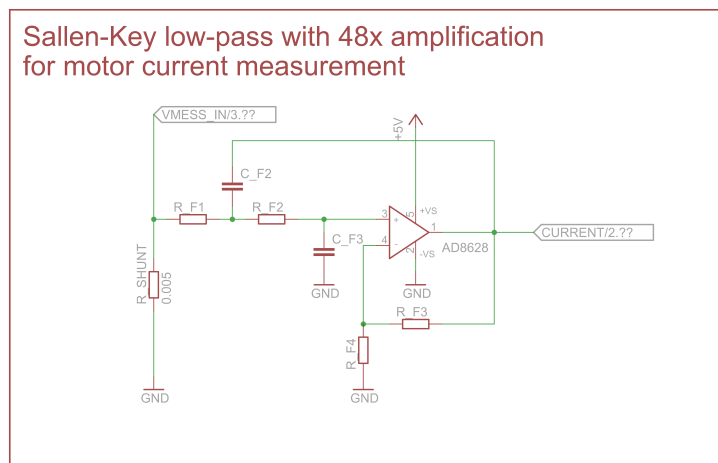 Sallen-Key low-pass with 48x amplification
for motor current measurement
VMESS_IN/3.??
+5V
C_F2
R_F1
R_F2
3
+
5
+VS
1
CURRENT/2.??
C_F3
4
-
2
-VS
AD8628
R_SHUNT
0.005
GND
GND
R_F3
R_F4
GND
GND